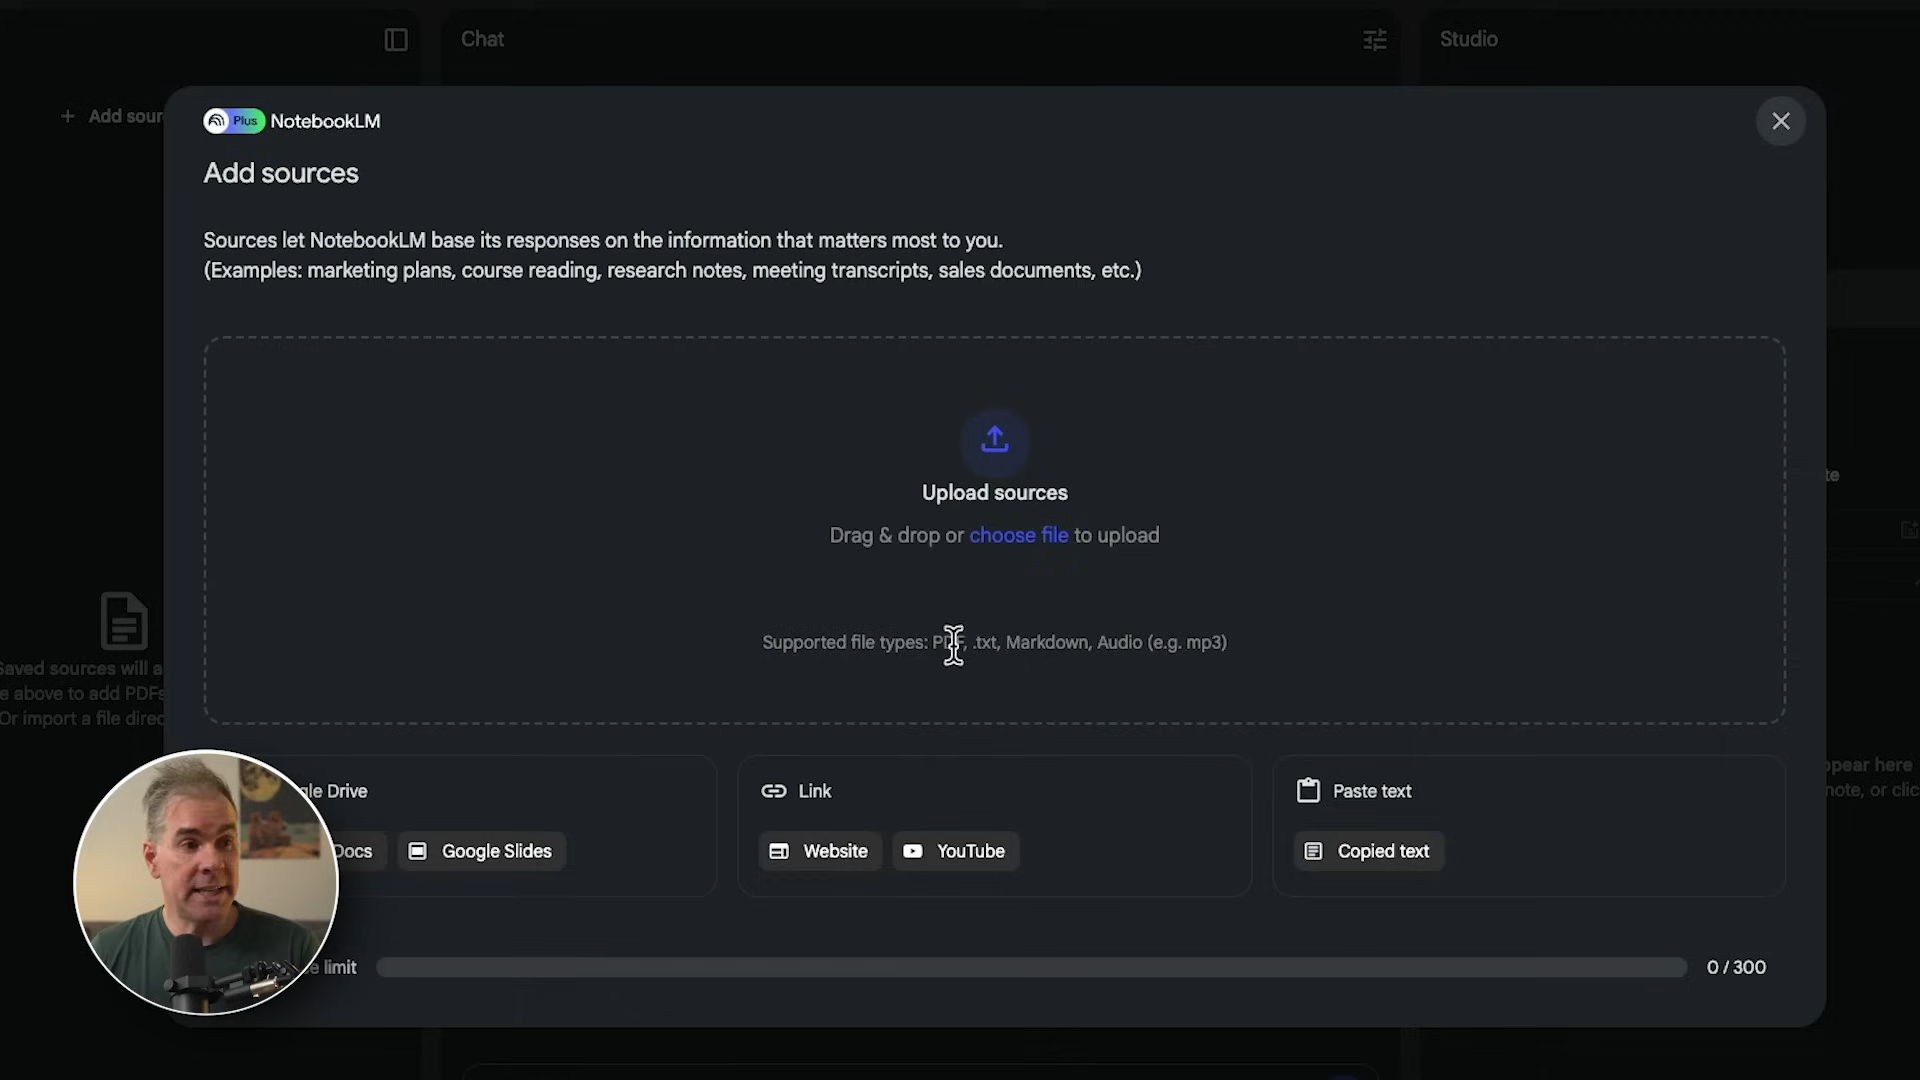 Chat
Studio
+ Add sour
Plus NotebookLM
Add sources
Sources let NotebookLM base its responses on the information that matters most to you.
(Examples: marketing plans, course reading, research notes, meeting transcripts, sales documents, etc.)
Upload sources
Drag & drop or choose file to upload
Supported file types: PDF, .txt, Markdown, Audio (e.g. mp3)
Saved sources will a
e above to add PDFs
Or import a file direc
te
ppear here
note, or clic
gle Drive
Docs
Google Slides
Link
Website
YouTube
Paste text
Copied text
e limit
0 / 300